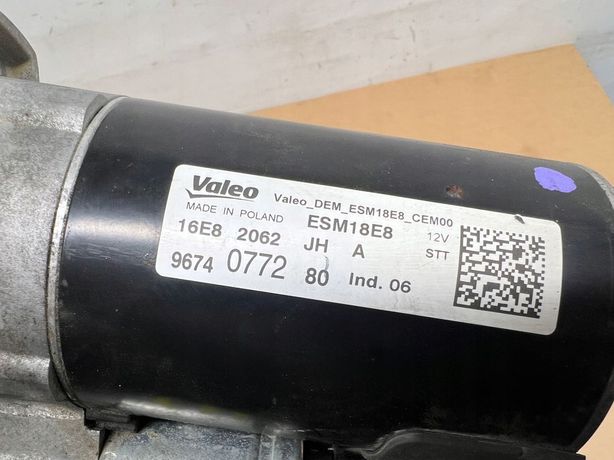 Valeo Valeo_DEM_ESM18E8_CEM00
MADE IN POLAND ESM18E8 12V
16E8 2062 JH A STT
9674 0772 80 Ind. 06